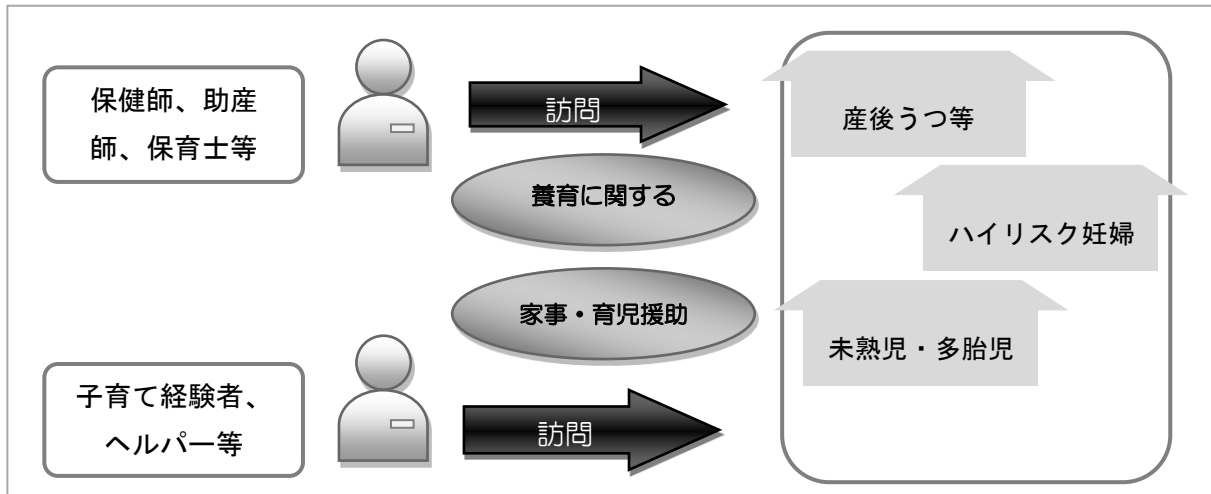 保健師、助産
師、保育士等
訪問
産後うつ等
養育に関する
ハイリスク妊婦
家事・育児援助
未熟児・多胎児
子育て経験者、
ヘルパー等
訪問